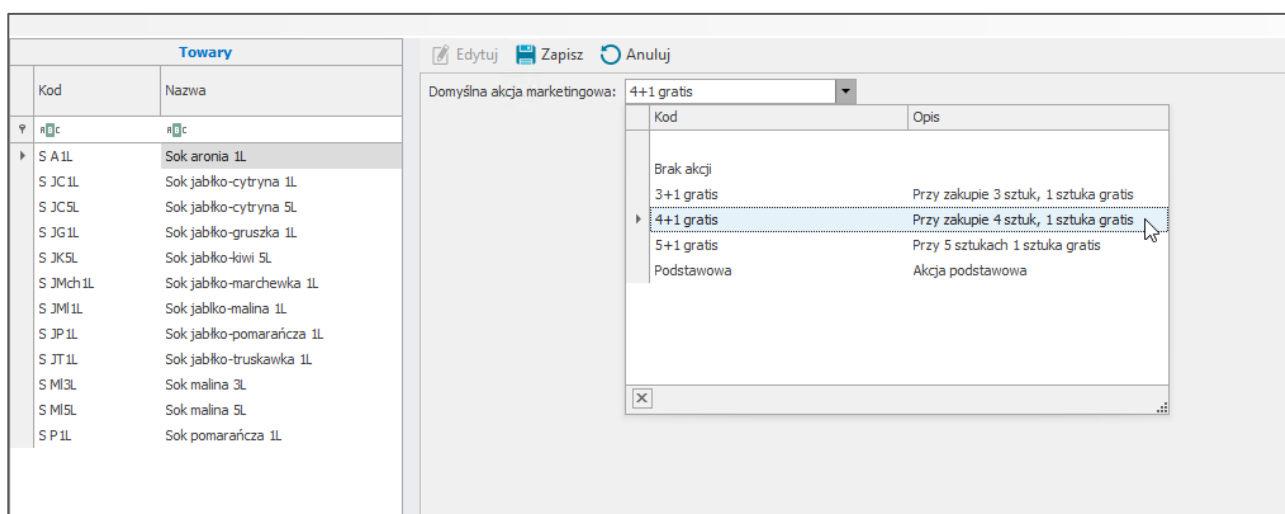 Towary
Kod Nazwa
S A1L Sok aronia 1L
S JC1L Sok jabłko-cytryna 1L
S JC5L Sok jabłko-cytryna 5L
S JG1L Sok jabłko-gruszka 1L
S JK5L Sok jabłko-kiwi 5L
S JMch1L Sok jabłko-marchewka 1L
S JMl1L Sok jabłko-malina 1L
S JP1L Sok jabłko-pomarańcza 1L
S JT1L Sok jabłko-truskawka 1L
S Ml3L Sok malina 3L
S Ml5L Sok malina 5L
S P1L Sok pomarańcza 1L
Edytuj Zapisz Anuluj
Domyślna akcja marketingowa: 4+1 gratis
Kod Opis
Brak akcji
3+1 gratis Przy zakupie 3 sztuk, 1 sztuka gratis
4+1 gratis Przy zakupie 4 sztuk, 1 sztuka gratis
5+1 gratis Przy 5 sztukach 1 sztuka gratis
Podstawowa Akcja podstawowa